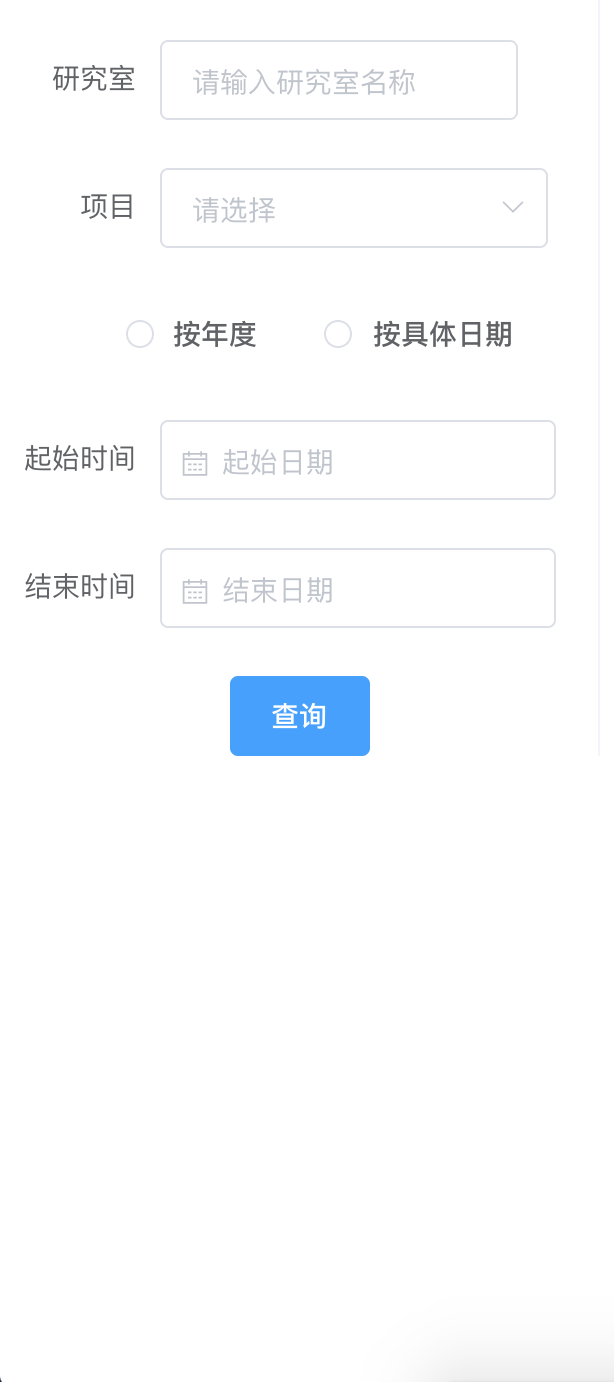 研究室 请输入研究室名称
项目 请选择
按年度 按具体日期
起始时间 起始日期
结束时间 结束日期
查询